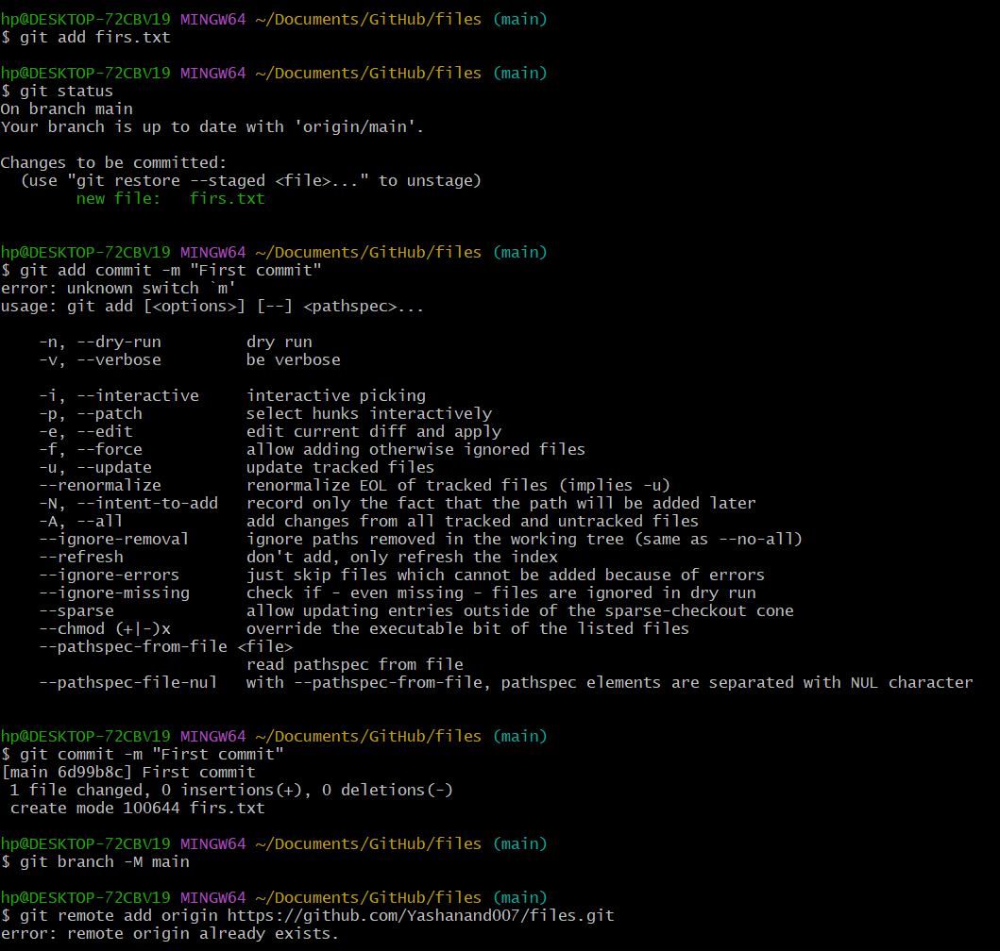 hp@DESKTOP-72CBV19 MINGW64 ~/Documents/GitHub/files (main)
$ git add firs.txt
hp@DESKTOP-72CBV19 MINGW64 ~/Documents/GitHub/files (main)
$ git status
On branch main
Your branch is up to date with 'origin/main'.
Changes to be committed:
  (use "git restore --staged <file>..." to unstage)
        new file:   firs.txt
hp@DESKTOP-72CBV19 MINGW64 ~/Documents/GitHub/files (main)
$ git add commit -m "First commit"
error: unknown switch `m'
usage: git add [<options>] [--] <pathspec>...
    -n, --dry-run         dry run
    -v, --verbose         be verbose
    -i, --interactive     interactive picking
    -p, --patch           select hunks interactively
    -e, --edit            edit current diff and apply
    -f, --force           allow adding otherwise ignored files
    -u, --update          update tracked files
    --renormalize         renormalize EOL of tracked files (implies -u)
    -N, --intent-to-add   record only the fact that the path will be added later
    -A, --all             add changes from all tracked and untracked files
    --ignore-removal      ignore paths removed in the working tree (same as --no-all)
    --refresh             don't add, only refresh the index
    --ignore-errors       just skip files which cannot be added because of errors
    --ignore-missing      check if - even missing - files are ignored in dry run
    --sparse              allow updating entries outside of the sparse-checkout cone
    --chmod (+|-)x        override the executable bit of the listed files
    --pathspec-from-file <file>
                          read pathspec from file
    --pathspec-file-nul   with --pathspec-from-file, pathspec elements are separated with NUL character
hp@DESKTOP-72CBV19 MINGW64 ~/Documents/GitHub/files (main)
$ git commit -m "First commit"
[main 6d99b8c] First commit
 1 file changed, 0 insertions(+), 0 deletions(-)
 create mode 100644 firs.txt
hp@DESKTOP-72CBV19 MINGW64 ~/Documents/GitHub/files (main)
$ git branch -M main
hp@DESKTOP-72CBV19 MINGW64 ~/Documents/GitHub/files (main)
$ git remote add origin https://github.com/Yashanand007/files.git
error: remote origin already exists.